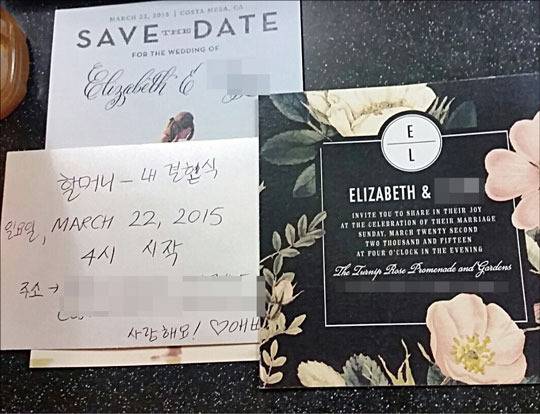 MARCH 22, 2015 | COSTA MESA, CA
SAVE THE DATE
FOR THE WEDDING OF
Elizabeth &
할머니 - 내 결혼식
일요일, MARCH 22, 2015
4시 시작
주소
사랑해요! ♡애
E
L
ELIZABETH &
INVITE YOU TO SHARE IN THEIR JOY
AT THE CELEBRATION OF THEIR MARRIAGE
SUNDAY, MARCH TWENTY SECOND
TWO THOUSAND AND FIFTEEN
AT FOUR O'CLOCK IN THE EVENING
The Turnip Rose Promenade and Gardens